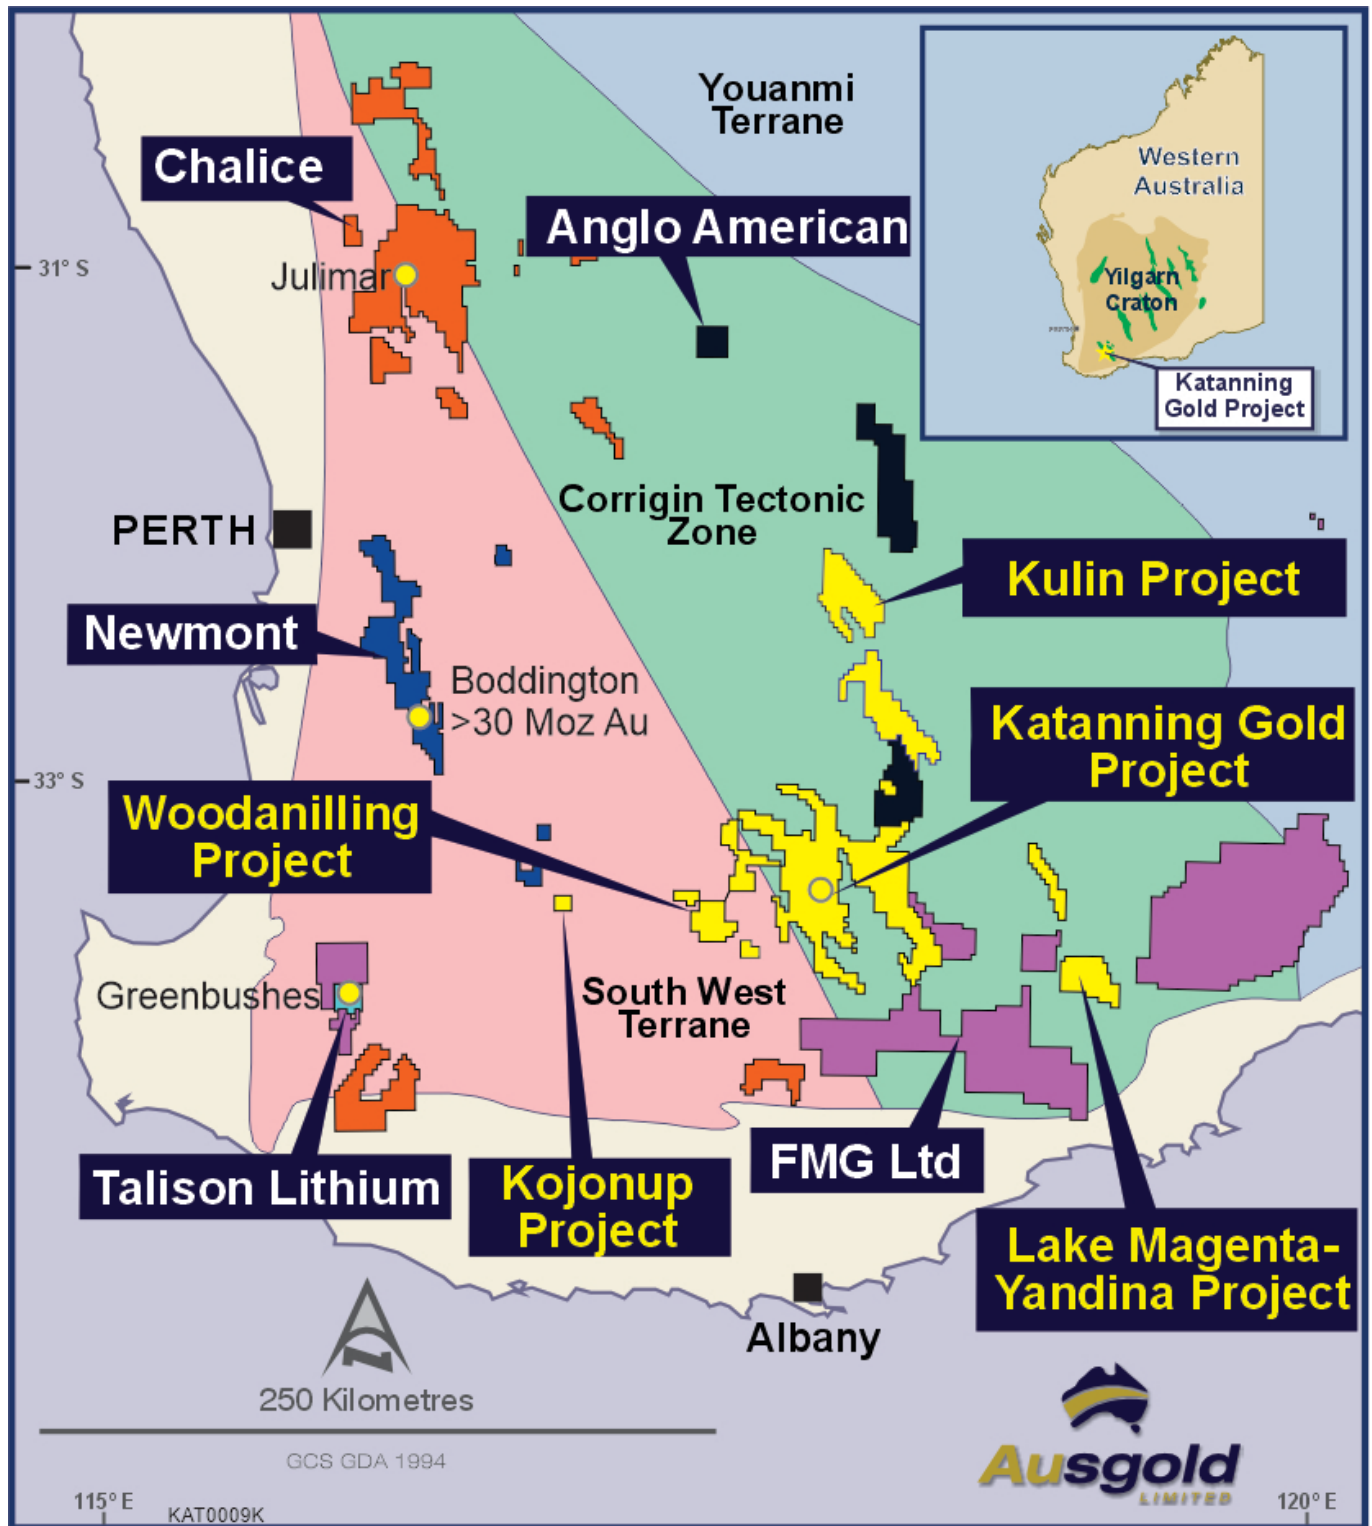 Youanmi
Terrane
Western
Australia
Chalice
Anglo American
31° S
Julimar
Yilgarn
Craton
PERTH
Katanning
Gold Project
Corrigin Tectonic
Zone
PERTH
Kulin Project
Newmont
Boddington
>30 Moz Au
Katanning Gold
Project
33° S
Woodanilling
Project
Greenbushes
South West
Terrane
FMG Ltd
Talison Lithium
Kojonup
Project
Lake Magenta-
Yandina Project
Albany
N
250 Kilometres
GCS GDA 1994
Ausgold
LIMITED
115° E
KAT0009K
120° E